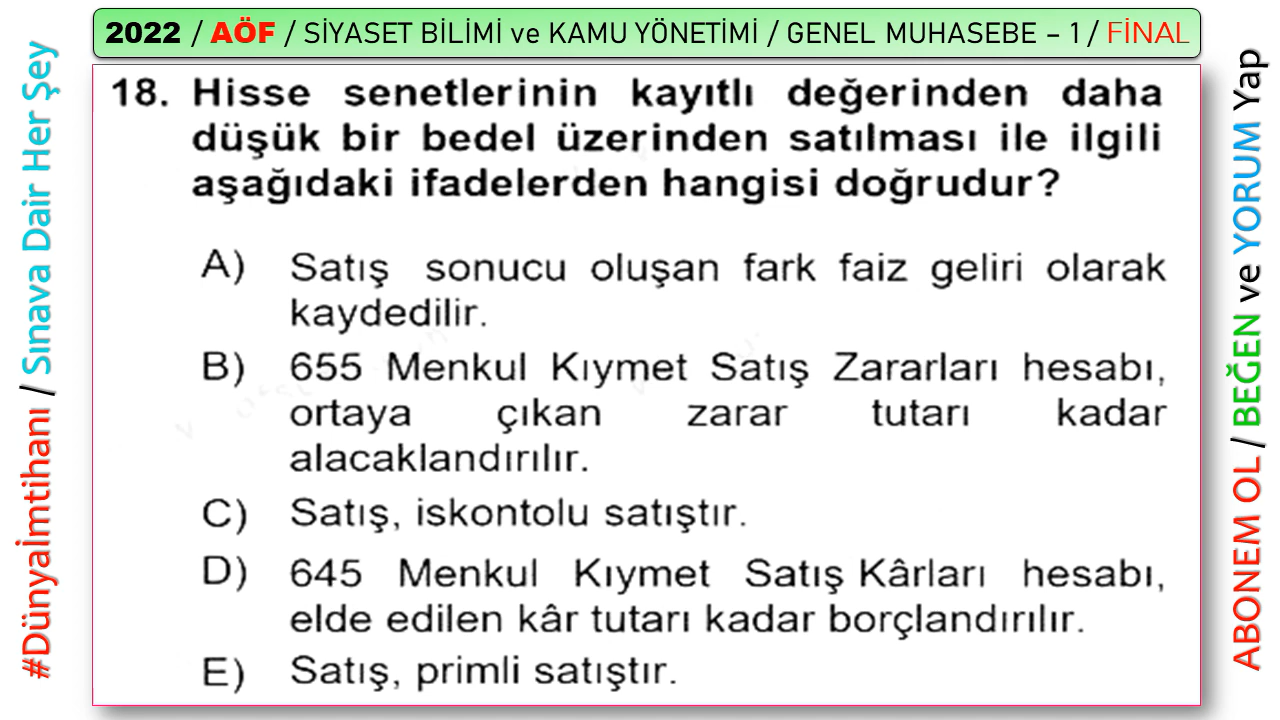 2022 / AÖF / SİYASET BİLİMİ ve KAMU YÖNETİMİ / GENEL MUHASEBE – 1 / FİNAL
#Dünyaİmtihanı / Sınava Dair Her Şey
18. Hisse senetlerinin kayıtlı değerinden daha
düşük bir bedel üzerinden satılması ile ilgili
aşağıdaki ifadelerden hangisi doğrudur?
A) Satış sonucu oluşan fark faiz geliri olarak
kaydedilir.
B) 655 Menkul Kıymet Satış Zararları hesabı,
ortaya çıkan zarar tutarı kadar
alacaklandırılır.
C) Satış, iskontolu satıştır.
D) 645 Menkul Kıymet Satış Kârları hesabı,
elde edilen kâr tutarı kadar borçlandırılır.
E) Satış, primli satıştır.
ABONEM OL / BEĞEN ve YORUM Yap